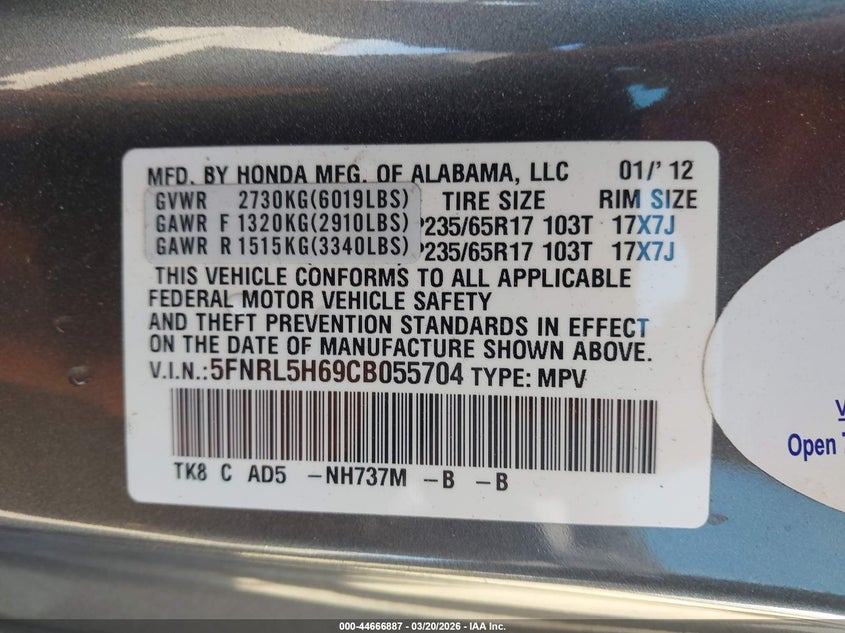 MFD. BY HONDA MFG. OF ALABAMA, LLC 01/' 12
GVWR 2730KG(6019LBS) TIRE SIZE RIM SIZE
GAWR F 1320KG(2910LBS) P235/65R17 103T 17X7J
GAWR R 1515KG(3340LBS) P235/65R17 103T 17X7J
THIS VEHICLE CONFORMS TO ALL APPLICABLE
FEDERAL MOTOR VEHICLE SAFETY
AND THEFT PREVENTION STANDARDS IN EFFECT
ON THE DATE OF MANUFACTURE SHOWN ABOVE.
V.I.N.:5FNRL5H69CB055704 TYPE: MPV
TK8 C AD5 -NH737M -B -B
Open
000-44666887 - 03/20/2026 - IAA Inc.